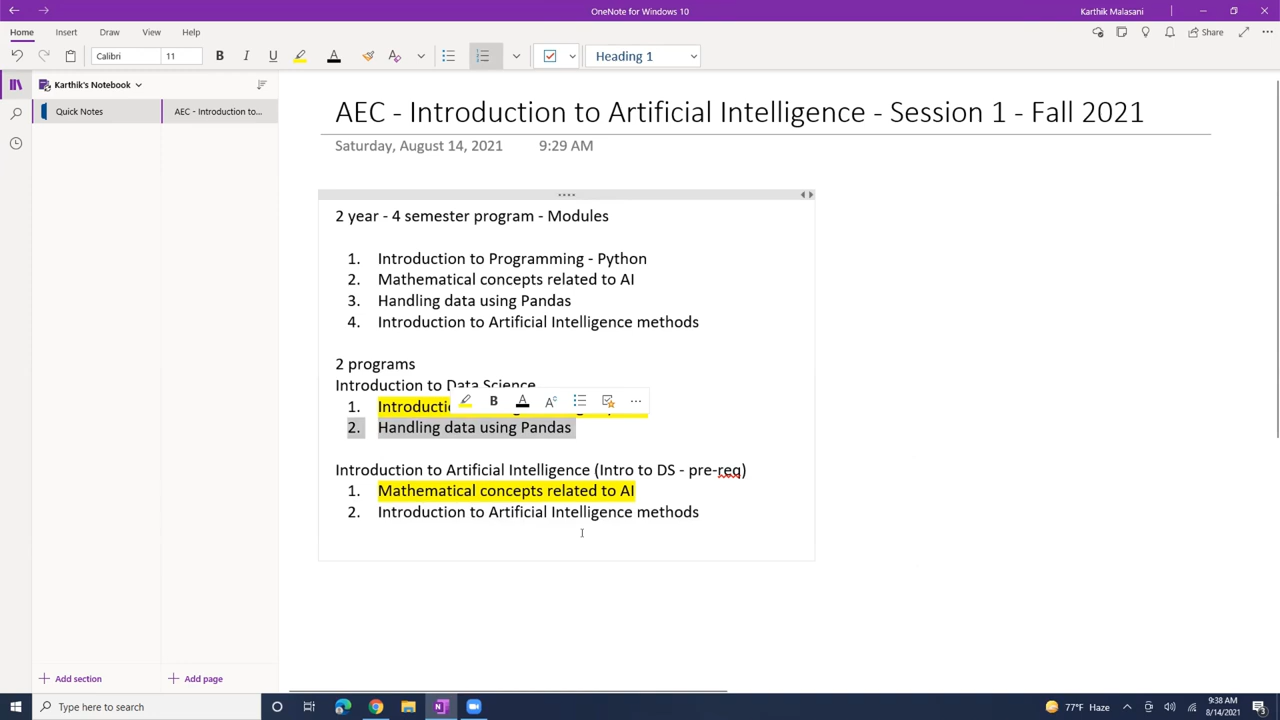 OneNote for Windows 10
Karthik Malasani
Home
Insert
Draw
View
Help
Share
Calibri
11
B
I
U
A
Heading 1
Karthik's Notebook
Quick Notes
AEC - Introduction to...
AEC - Introduction to Artificial Intelligence - Session 1 - Fall 2021
Saturday, August 14, 2021 9:29 AM
2 year - 4 semester program - Modules
1. Introduction to Programming - Python
2. Mathematical concepts related to AI
3. Handling data using Pandas
4. Introduction to Artificial Intelligence methods
2 programs
Introduction to Data Science
B
A
1.
2. Handling data using Pandas
Introduction to Artificial Intelligence (Intro to DS - pre-req)
1. Mathematical concepts related to AI
2. Introduction to Artificial Intelligence methods
Add section
Add page
Type here to search
77°F Haze
9:38 AM
8/14/2021
3